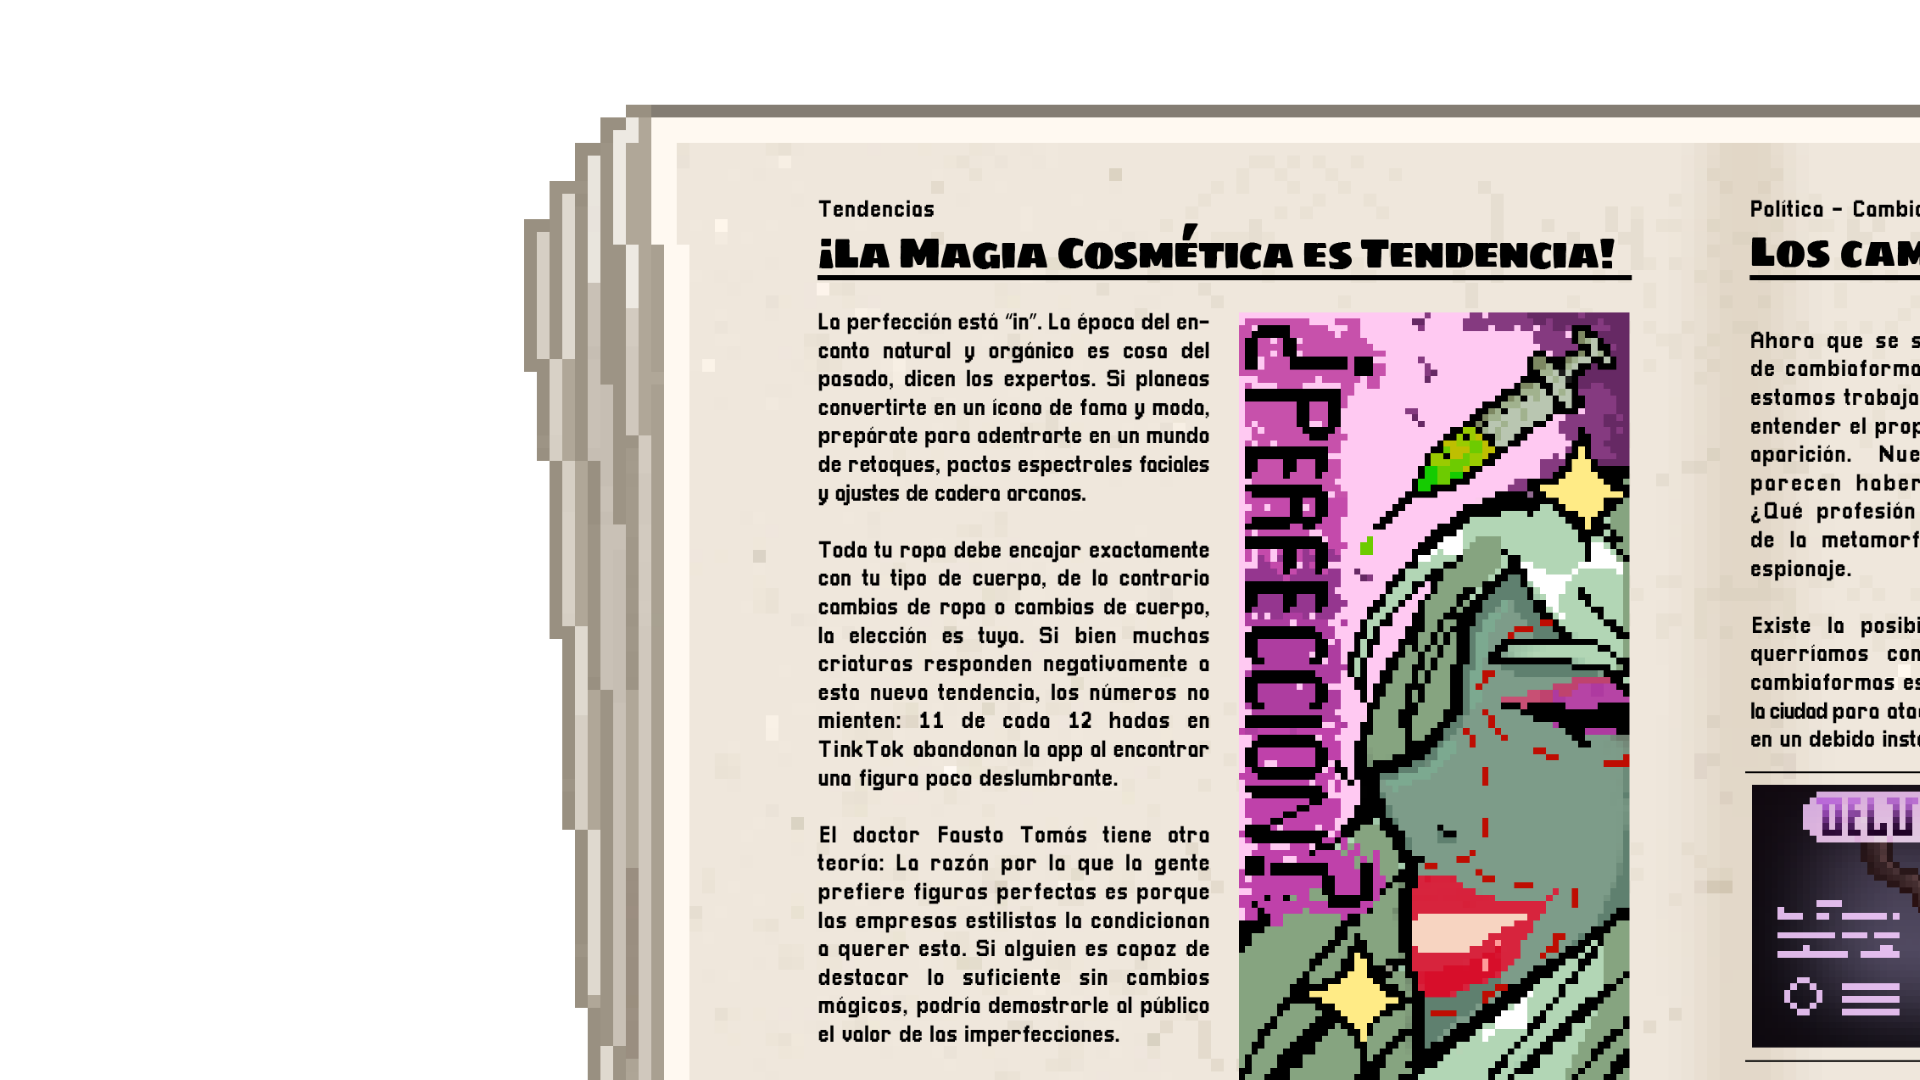 Tendencias
¡La Magia Cosmética es Tendencia!
La perfección está “in”. La época del en-
canto natural y orgánico es cosa del
pasado, dicen los expertos. Si planeas
convertirte en un ícono de fama y moda,
prepárate para adentrarte en un mundo
de retoques, pactos espectrales faciales
y ajustes de cadera arcanos.
Toda tu ropa debe encajar exactamente
con tu tipo de cuerpo, de lo contrario
cambias de ropa o cambias de cuerpo,
la elección es tuya. Si bien muchas
criaturas responden negativamente a
esta nueva tendencia, los números no
mienten: 11 de cada 12 hadas en
TinkTok abandonan la app al encontrar
una figura poco deslumbrante.
El doctor Fausto Tomás tiene otra
teoría: La razón por la que la gente
prefiere figuras perfectas es porque
las empresas estilistas la condicionan
a querer esto. Si alguien es capaz de
destacar lo suficiente sin cambios
mágicos, podría demostrarle al público
el valor de las imperfecciones.
¿PERFECCION?
Política - Cambio
Los cam
Ahora que se s
de cambiaforma
estamos trabaja
entender el prop
aparición. Nue
parecen haber
¿Qué profesión
de la metamorf
espionaje.
Existe la posibi
querríamos con
cambiaformas es
la ciudad para ata
en un debido insta